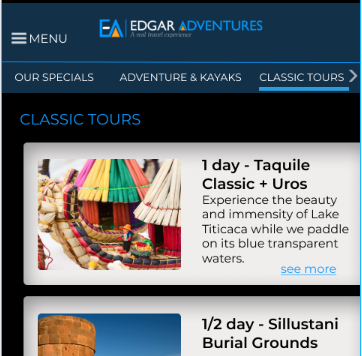 EA EDGAR ADVENTURES
A real travel experience
MENU
OUR SPECIALS ADVENTURE & KAYAKS CLASSIC TOURS
CLASSIC TOURS
1 day - Taquile
Classic + Uros
Experience the beauty
and immensity of Lake
Titicaca while we paddle
on its blue transparent
waters.
see more
1/2 day - Sillustani
Burial Grounds